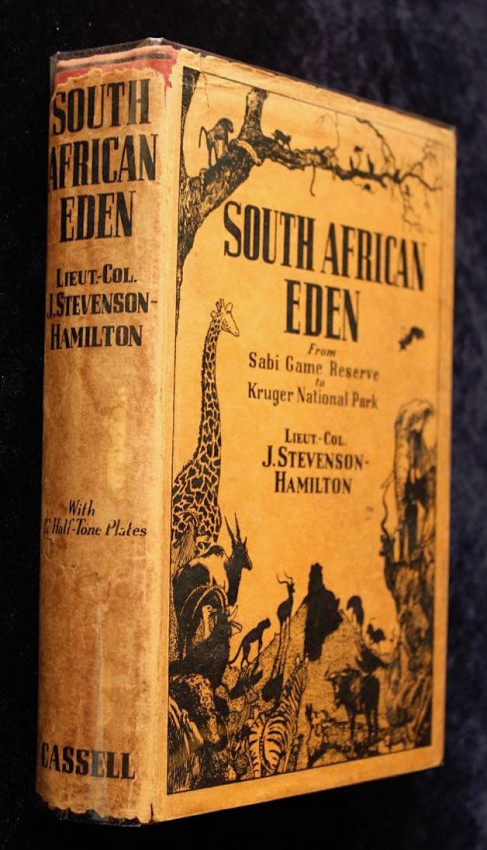 SOUTH
AFRICAN
EDEN
LIEUT.-COL.
J.STEVENSON-
HAMILTON
With
Half-Tone Plates
CASSELL
SOUTH AFRICAN
EDEN
From
Sabi Game Reserve
to
Kruger National Park
LIEUT.-COL.
J.STEVENSON-
HAMILTON